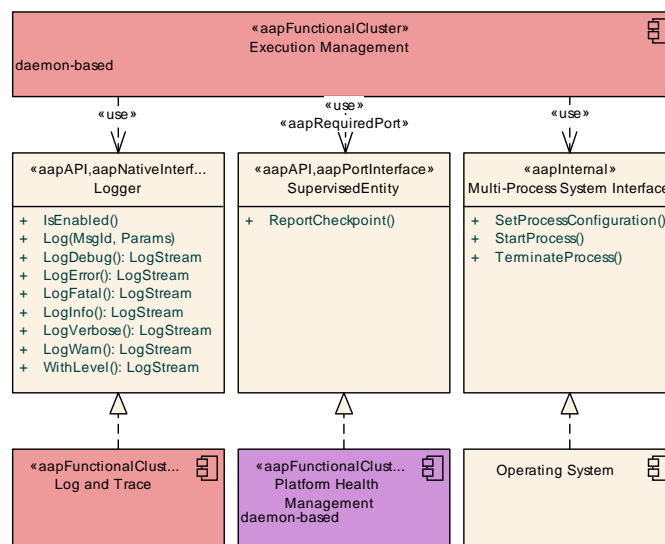 «aapFunctionalCluster»
Execution Management
daemon-based
«use»
«use»
«aapRequiredPort»
«use»
«aapAPI,aapNativeInterf...
Logger
+ IsEnabled()
+ Log(MsgId, Params)
+ LogDebug(): LogStream
+ LogError(): LogStream
+ LogFatal(): LogStream
+ LogInfo(): LogStream
+ LogVerbose(): LogStream
+ LogWarn(): LogStream
+ WithLevel(): LogStream
«aapAPI,aapPortInterface»
SupervisedEntity
+ ReportCheckpoint()
«aapInternal»
Multi-Process System Interface
+ SetProcessConfiguration()
+ StartProcess()
+ TerminateProcess()
«aapFunctionalClust...
Log and Trace
«aapFunctionalClust...
Platform Health
Management
daemon-based
Operating System